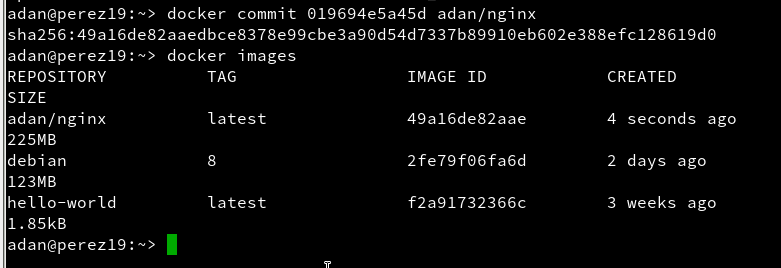 adan@perez19:~> docker commit 019694e5a45d adan/nginx
sha256:49a16de82aaedbce8378e99cbe3a90d54d7337b89910eb602e388efc128619d0
adan@perez19:~> docker images
REPOSITORY TAG IMAGE ID CREATED
SIZE
adan/nginx latest 49a16de82aae 4 seconds ago
225MB
debian 8 2fe79f06fa6d 2 days ago
123MB
hello-world latest f2a91732366c 3 weeks ago
1.85kB
adan@perez19:~>